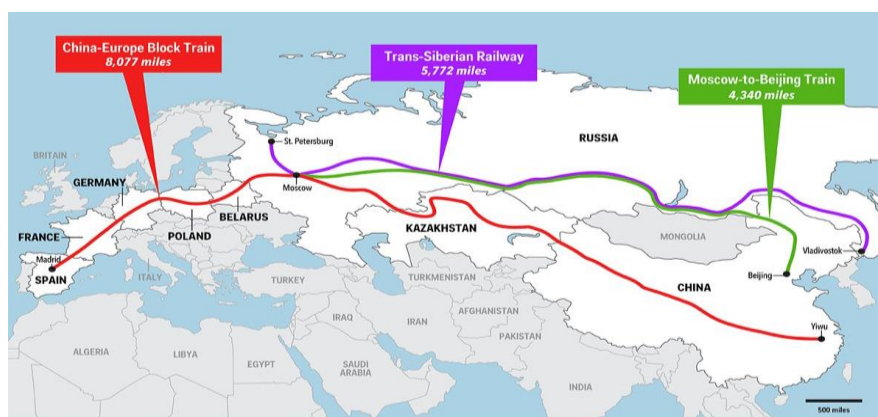 China-Europe Block Train
8,077 miles
Trans-Siberian Railway
5,772 miles
Moscow-to-Beijing Train
4,340 miles
St. Petersburg
RUSSIA
BRITAIN
GERMANY
Moscow
BELARUS
POLAND
KAZAKHSTAN
FRANCE
MONGOLIA
Vladivostok
Madrid
SPAIN
ITALY
TURKEY
TURKMENISTAN
Beijing
CHINA
AFGHANISTAN
IRAQ
IRAN
PAKISTAN
Yiwu
ALGERIA
LIBYA
EGYPT
SAUDI
ARABIA
INDIA
500 miles